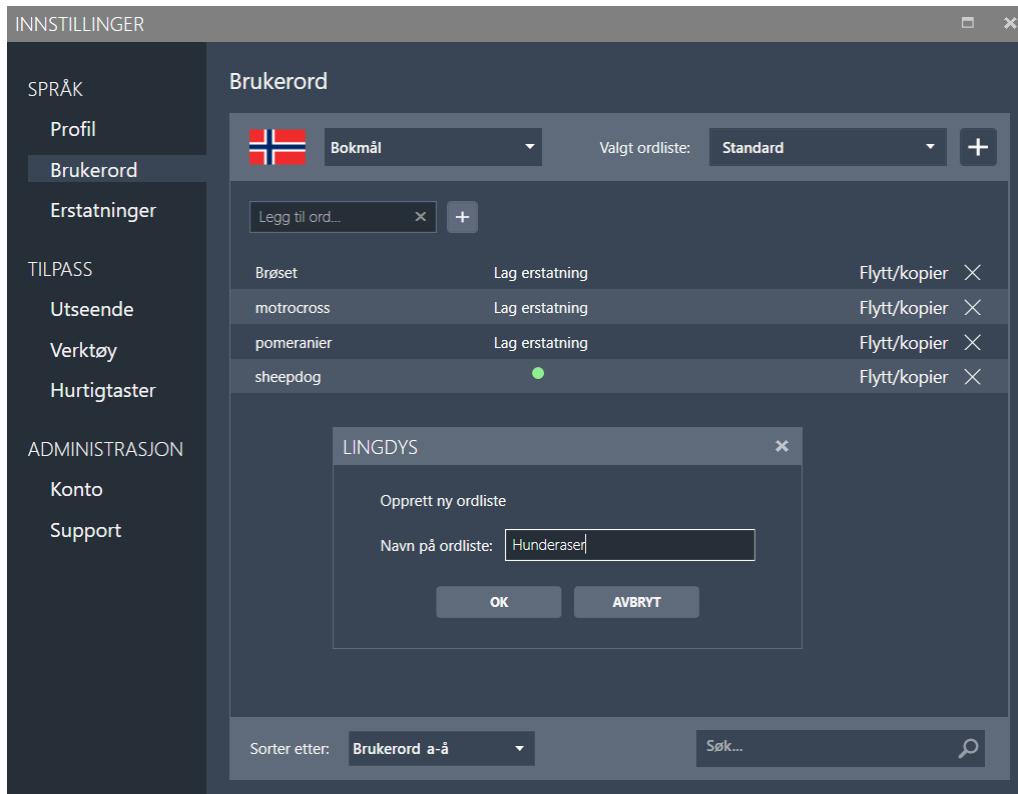 INNSTILLINGER
SPRÅK
Profil
Brukerord
Erstatninger
TILPASS
Utseende
Verktøy
Hurtigtaster
ADMINISTRASJON
Konto
Support
Brukerord
Bokmål Valgt ordliste: Standard
Legg til ord...
Brøset Lag erstatning Flytt/kopier
motrocross Lag erstatning Flytt/kopier
pomeranier Lag erstatning Flytt/kopier
sheepdog Flytt/kopier
LINGDYS
Opprett ny ordliste
Navn på ordliste: Hunderaser
OK AVBRYT
Sorter etter: Brukerord a-å Søk...